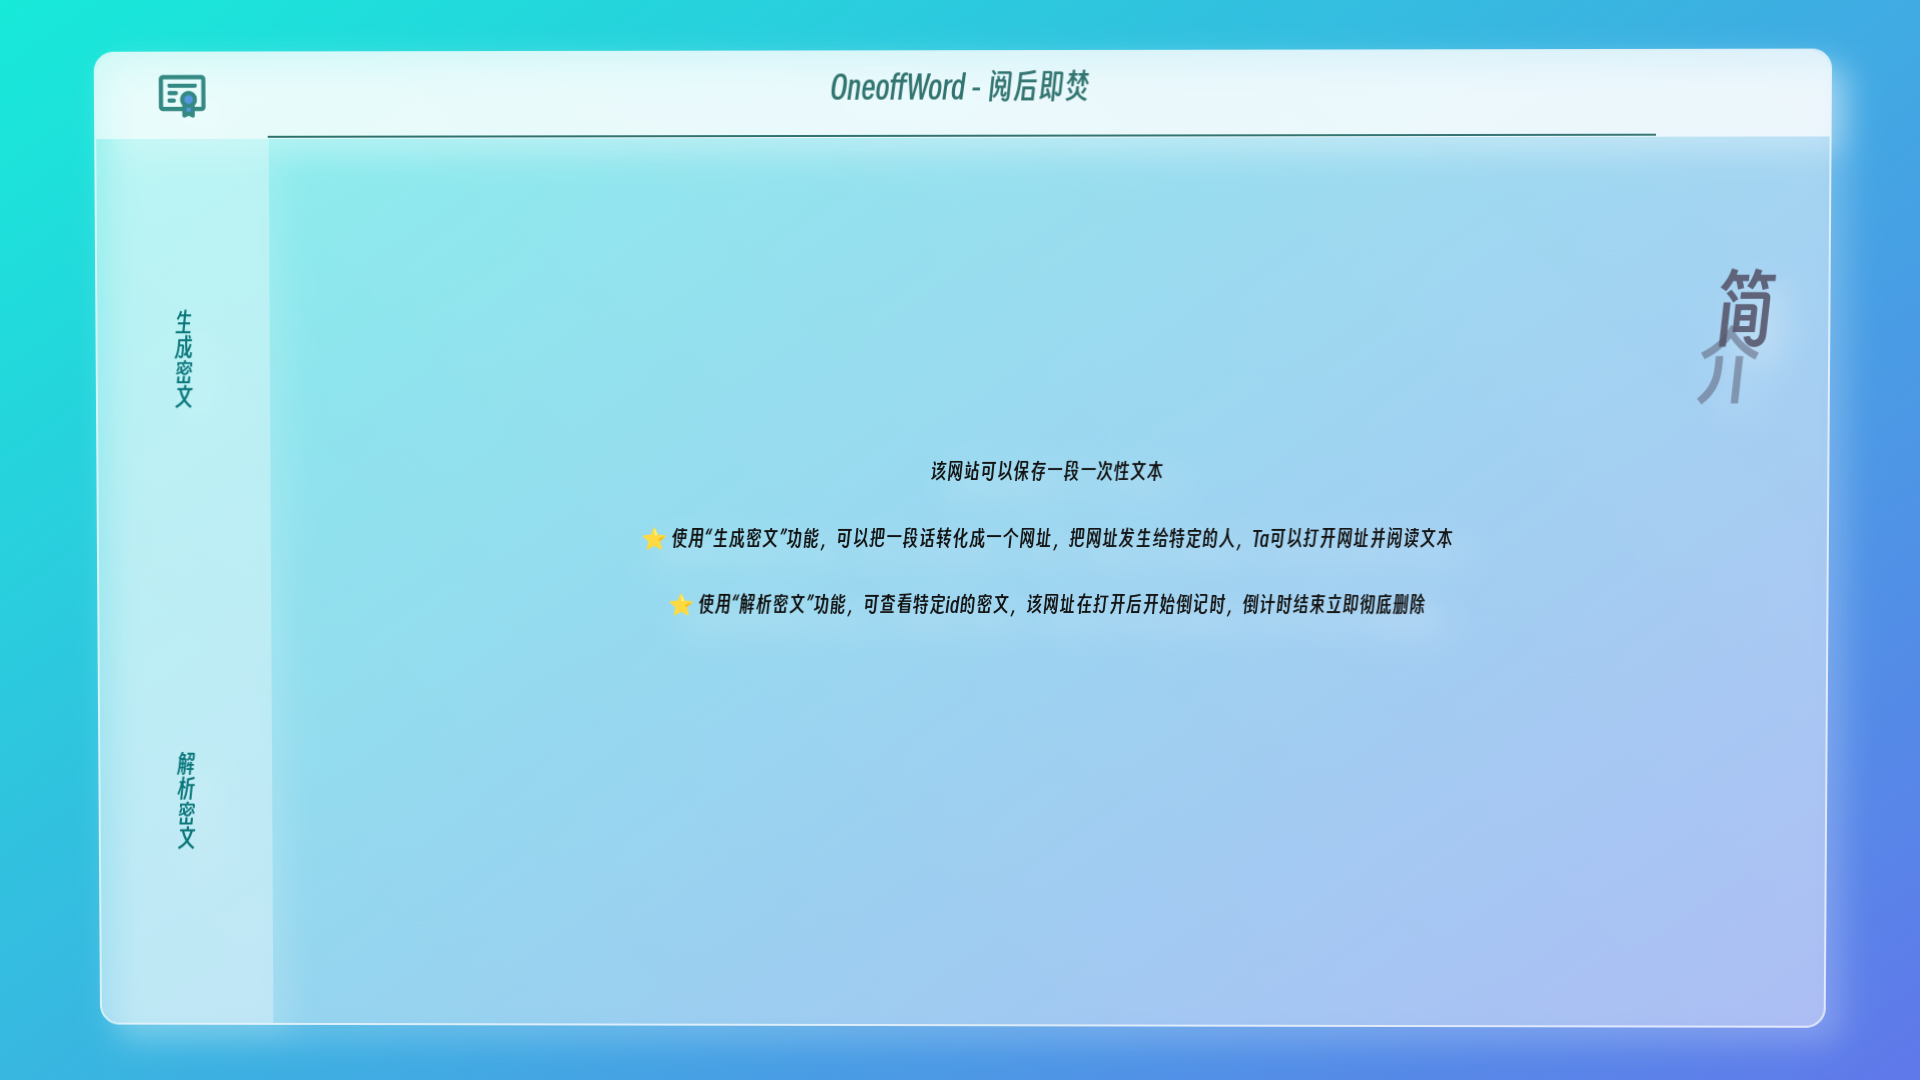 OneoffWord - 阅后即焚
生成密文
解析密文
简介
该网站可以保存一段一次性文本
⭐ 使用“生成密文”功能，可以把一段话转化成一个网址，把网址发生给特定的人，Ta可以打开网址并阅读文本
⭐ 使用“解析密文”功能，可查看特定id的密文，该网址在打开后开始倒记时，倒计时结束立即彻底删除